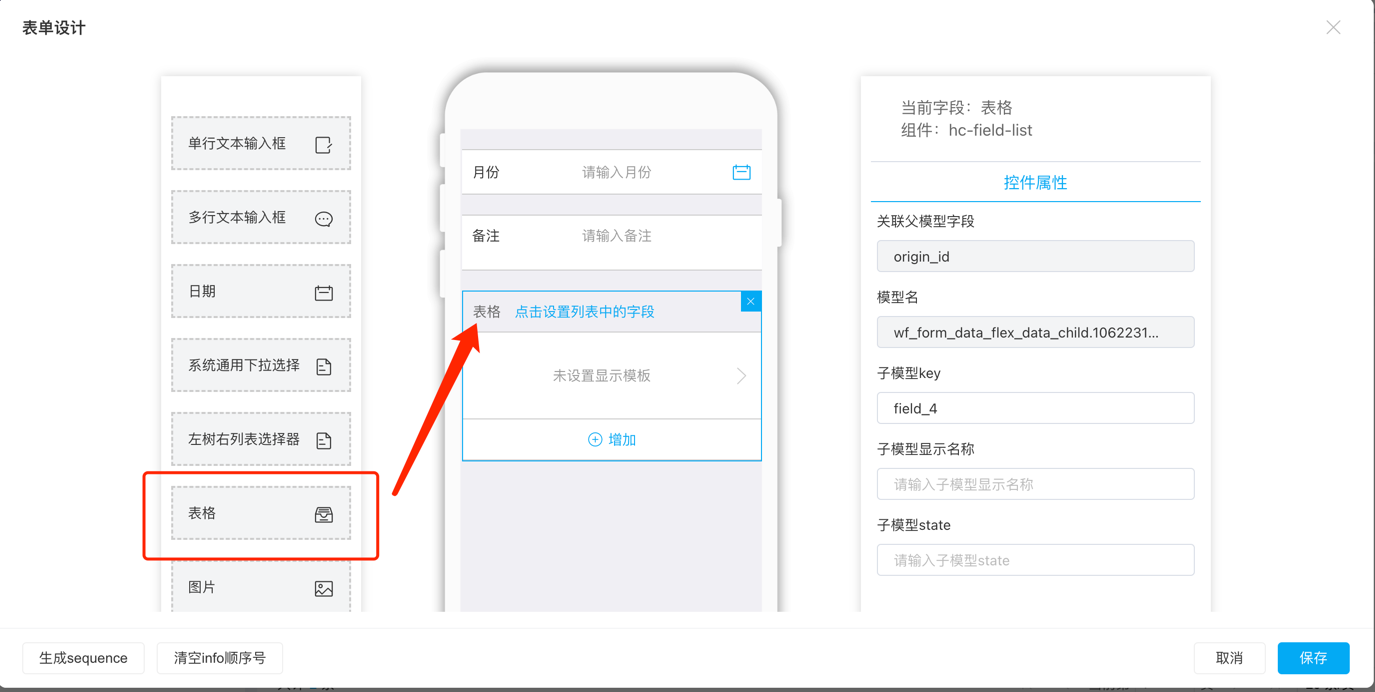 表单设计
单行文本输入框
多行文本输入框
日期
系统通用下拉选择
左树右列表选择器
表格
图片
月份 请输入月份
备注 请输入备注
表格 点击设置列表中的字段
未设置显示模板
增加
当前字段：表格
组件：hc-field-list
控件属性
关联父模型字段
origin_id
模型名
wf_form_data_flex_data_child.1062231...
子模型key
field_4
子模型显示名称
请输入子模型显示名称
子模型state
请输入子模型state
生成sequence
清空info顺序号
取消
保存